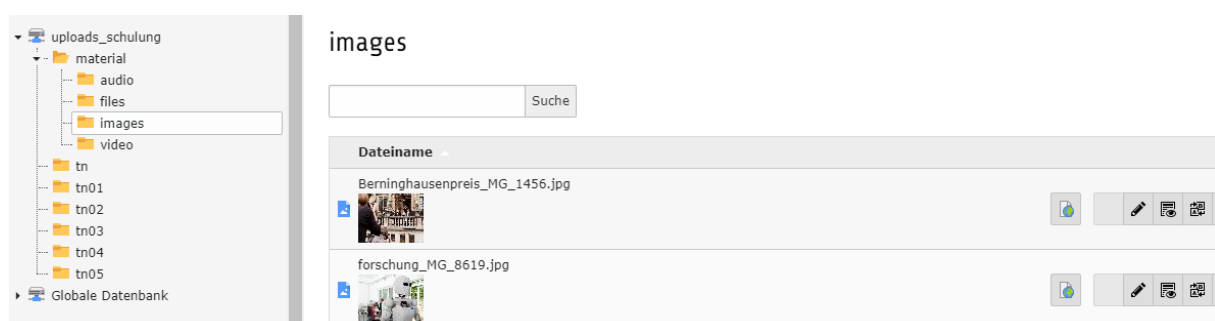 uploads_schulung
material
audio
files
images
video
tn
tn01
tn02
tn03
tn04
tn05
Globale Datenbank
images
Suche
Dateiname
Berninghausenpreis_MG_1456.jpg
forschung_MG_8619.jpg